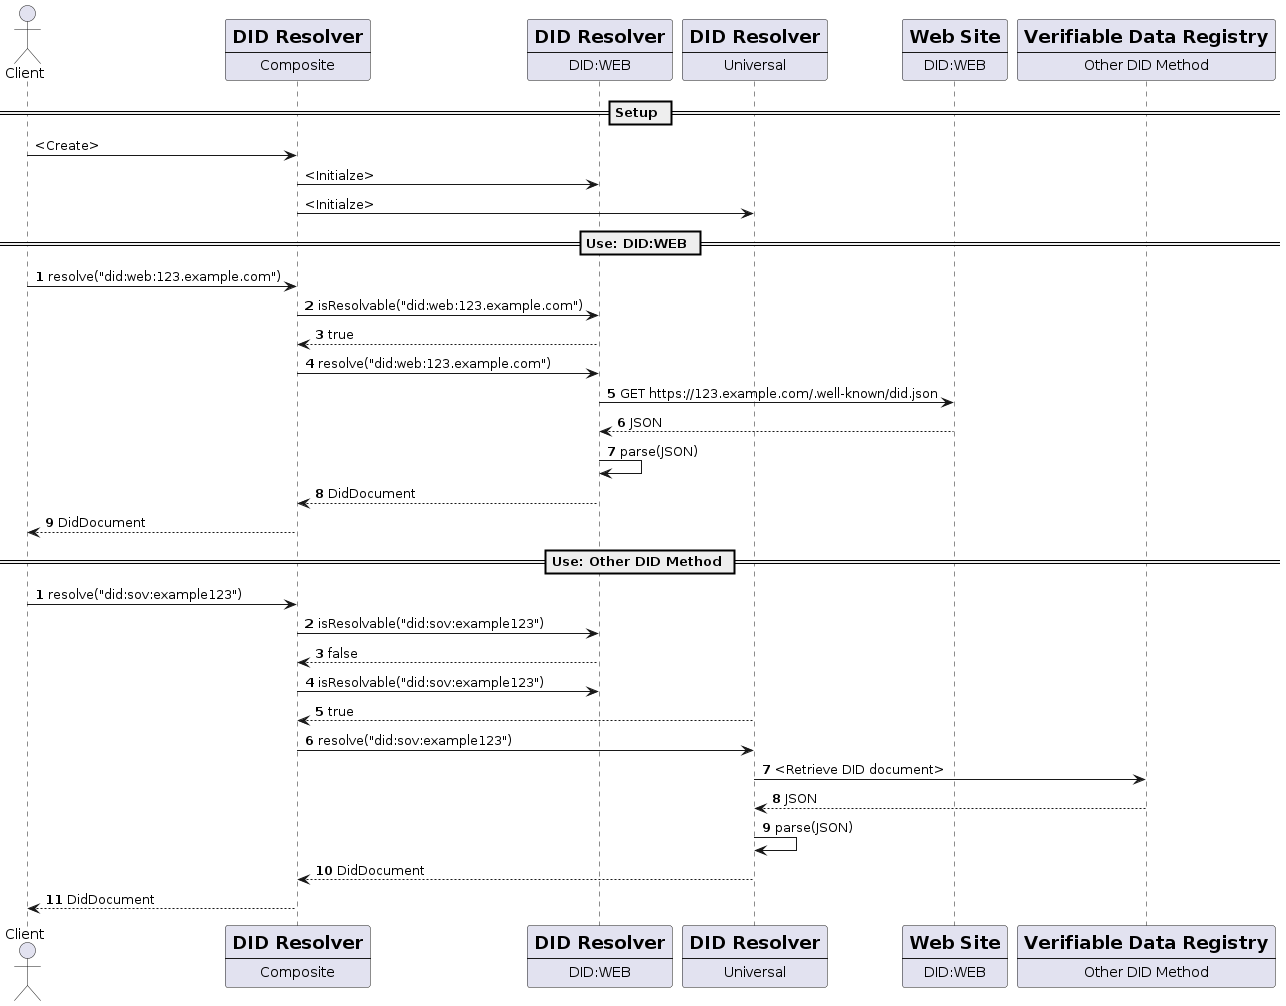 DID Resolver
Composite
DID Resolver
DID:WEB
DID Resolver
Universal
Web Site
DID:WEB
Verifiable Data Registry
Other DID Method
Client
Setup
<Create>
<Initialze>
<Initialze>
Use: DID:WEB
1 resolve("did:web:123.example.com")
2 isResolvable("did:web:123.example.com")
3 true
4 resolve("did:web:123.example.com")
5 GET https://123.example.com/.well-known/did.json
6 JSON
7 parse(JSON)
8 DidDocument
9 DidDocument
Use: Other DID Method
1 resolve("did:sov:example123")
2 isResolvable("did:sov:example123")
3 false
4 isResolvable("did:sov:example123")
5 true
6 resolve("did:sov:example123")
7 <Retrieve DID document>
8 JSON
9 parse(JSON)
10 DidDocument
11 DidDocument
Client
DID Resolver
Composite
DID Resolver
DID:WEB
DID Resolver
Universal
Web Site
DID:WEB
Verifiable Data Registry
Other DID Method